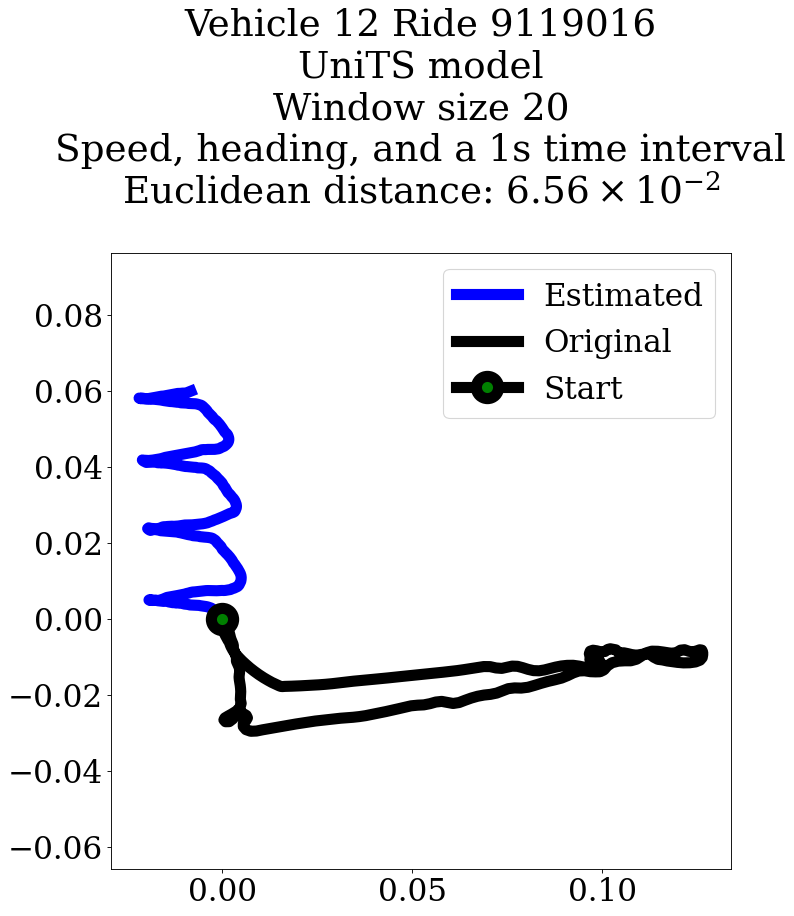 Vehicle 12 Ride 9119016
UniTS model
Window size 20
Speed, heading, and a 1s time interval
Euclidean distance: 6.56 × 10⁻²
Estimated
Original
Start
0.08
0.06
0.04
0.02
0.00
−0.02
−0.04
−0.06
0.00 0.05 0.10